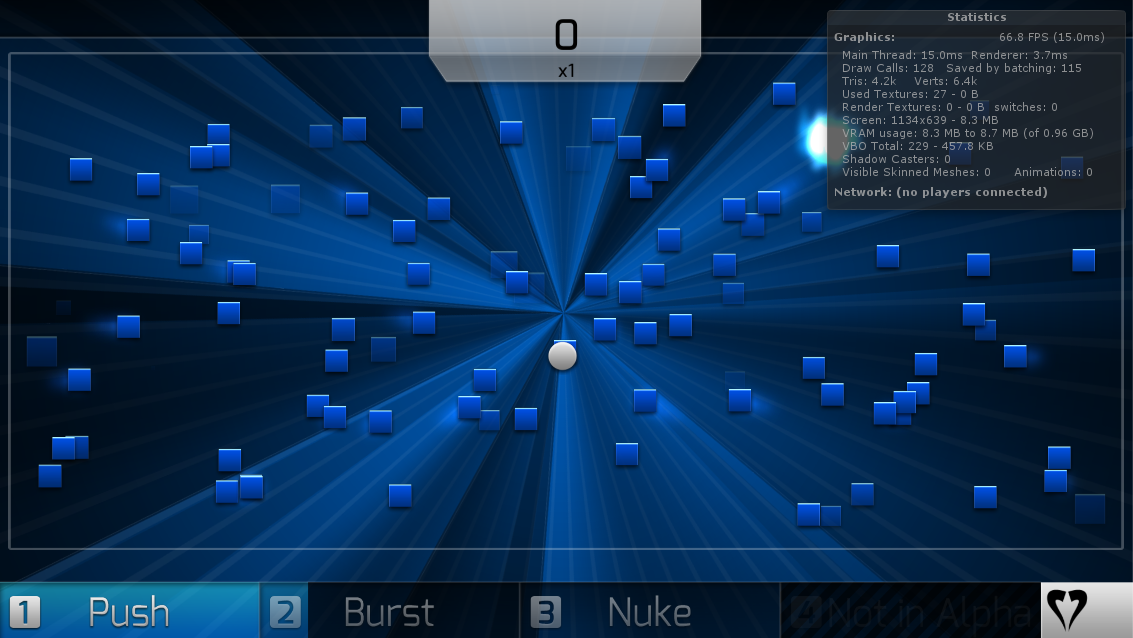 0
x1
Statistics
Graphics: 66.8 FPS (15.0ms)
Main Thread: 15.0ms Renderer: 3.7ms
Draw Calls: 128 Saved by batching: 115
Tris: 4.2k Verts: 6.4k
Used Textures: 27 - 0 B
Render Textures: 0 - 0 B switches: 0
Screen: 1134x639 - 8.3 MB
VRAM usage: 8.3 MB to 8.7 MB (of 0.96 GB)
VBO Total: 229 - 457.8 KB
Shadow Casters: 0
Visible Skinned Meshes: 0 Animations: 0
Network: (no players connected)
1 Push
2 Burst
3 Nuke
4 Not in Alpha